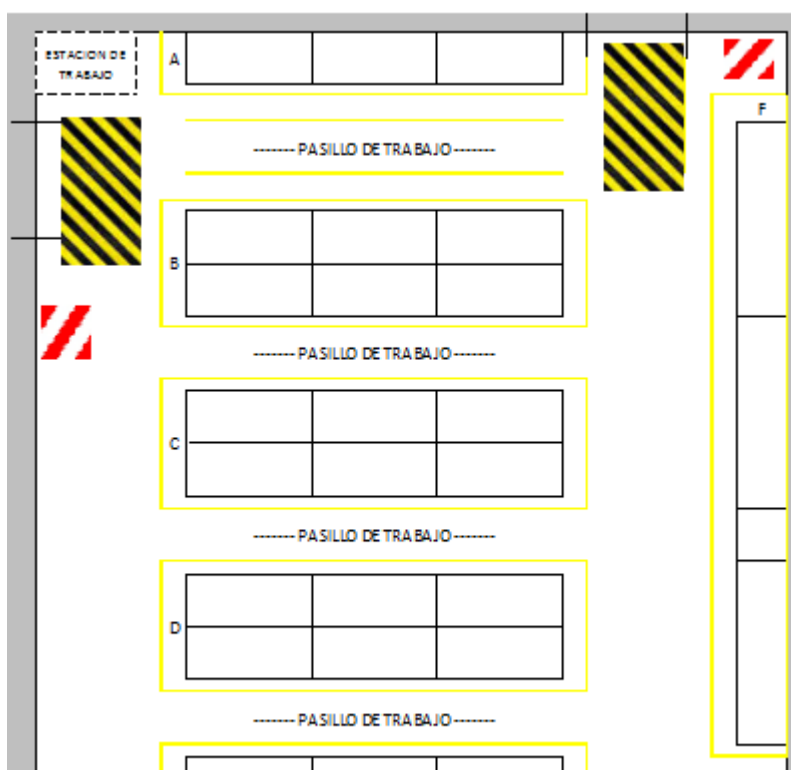 ESTACION DE
TRABAJO
A
F
------- PASILLO DE TRABAJO -------
B
------- PASILLO DE TRABAJO -------
C
------- PASILLO DE TRABAJO -------
D
------- PASILLO DE TRABAJO -------